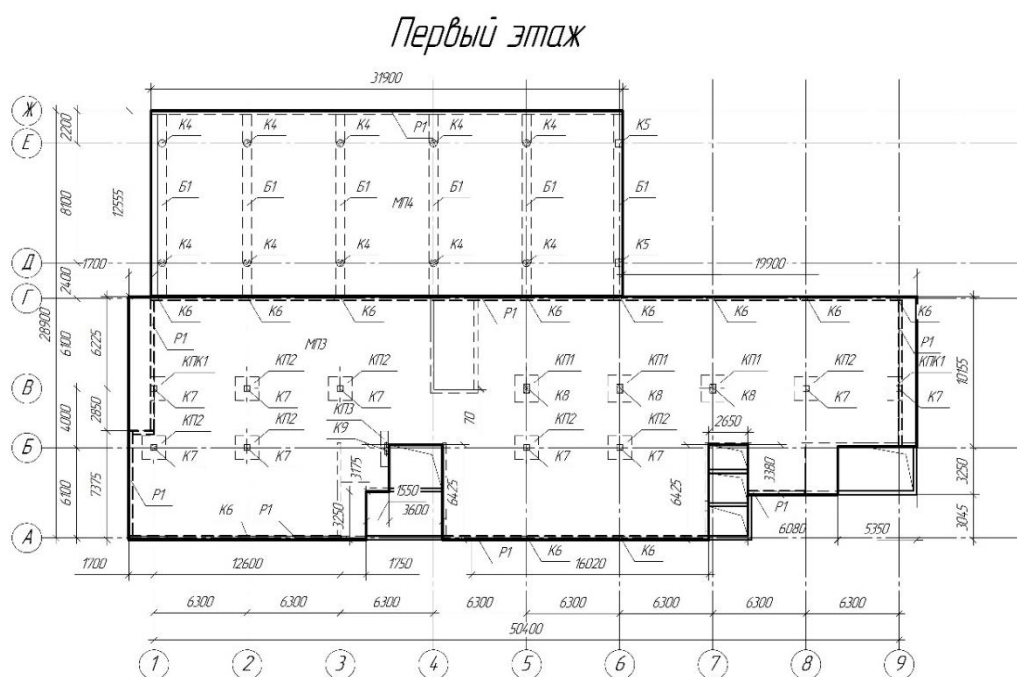 Первый этаж
31900
Ж
Е
Д
Г
В
Б
А
2200
8100
2400
28900
6100
4000
6100
12555
1700
6225
2850
7375
К4 К4 К4 Р1 К4 К4 К5
Б1 Б1 Б1 МП4 Б1 Б1 Б1
К4 К4 К4 К4 К4 К5
19900
К6 К6 К6 Р1 К6 К6 К6 К6 К6
Р1 МП3 Р1
КПК1 КП2 КП2 КП1 КП1 КП1 КП2 КПК1
К7 К7 К7 К8 К8 К8 К7 К7
10155
КП2 КП2 КП3 70 КП2 КП2 2650
К9
К7 К7 К7 К7
3175
6425
6425
3380
3250
3045
Р1
1550
3600
3250
К6 Р1
Р1 К6 К6
Р1
6080
5350
1700 12600 1750 16020
6300 6300 6300 6300 6300 6300 6300 6300
50400
1 2 3 4 5 6 7 8 9